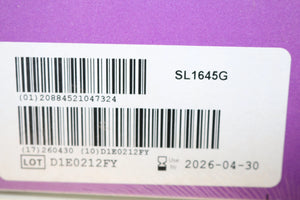 SL1645G
(01)20884521047324
(17)260430 (10)D1E0212FY
LOT D1E0212FY
Use by 2026-04-30